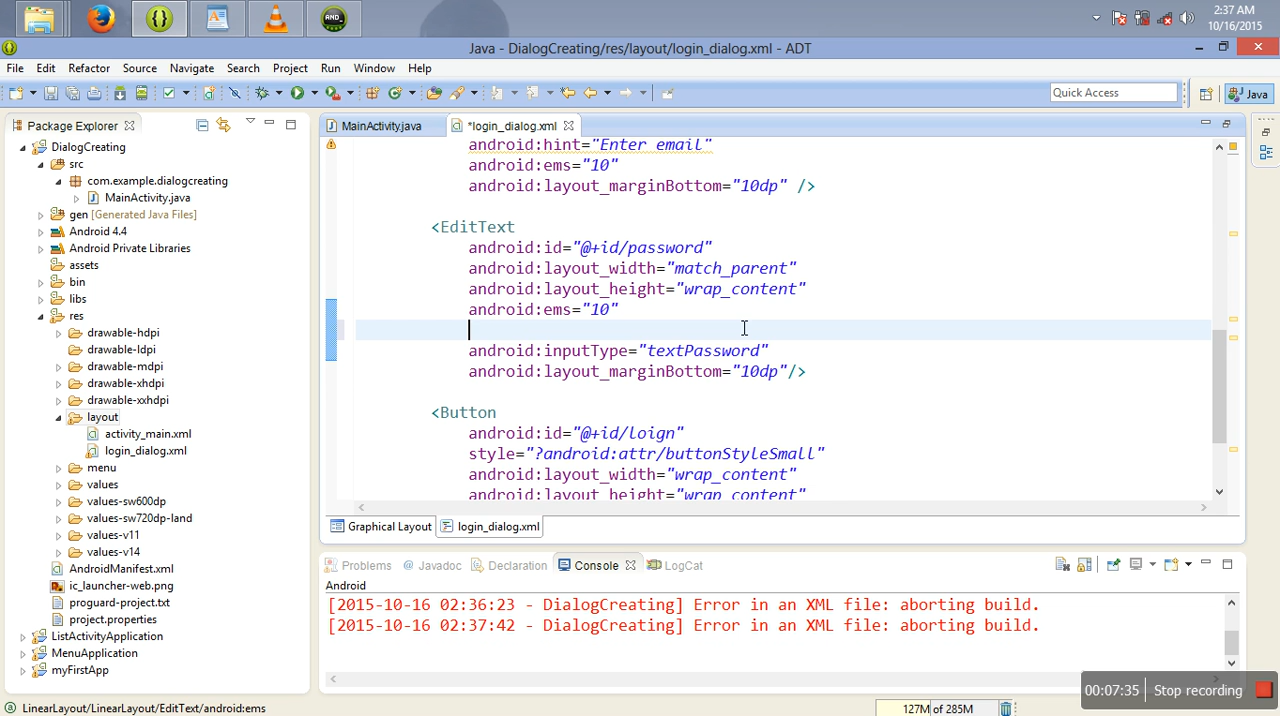 AND_
2:37 AM
10/16/2015
Java - DialogCreating/res/layout/login_dialog.xml - ADT
File Edit Refactor Source Navigate Search Project Run Window Help
Quick Access
Java
Package Explorer
MainActivity.java
*login_dialog.xml
DialogCreating
src
com.example.dialogcreating
MainActivity.java
gen [Generated Java Files]
Android 4.4
Android Private Libraries
assets
bin
libs
res
drawable-hdpi
drawable-ldpi
drawable-mdpi
drawable-xhdpi
drawable-xxhdpi
layout
activity_main.xml
login_dialog.xml
menu
values
values-sw600dp
values-sw720dp-land
values-v11
values-v14
AndroidManifest.xml
ic_launcher-web.png
proguard-project.txt
project.properties
ListActivityApplication
MenuApplication
myFirstApp
android:hint="Enter email"
android:ems="10"
android:layout_marginBottom="10dp" />
<EditText
android:id="@+id/password"
android:layout_width="match_parent"
android:layout_height="wrap_content"
android:ems="10"
android:inputType="textPassword"
android:layout_marginBottom="10dp"/>
<Button
android:id="@+id/loign"
style="?android:attr/buttonStyleSmall"
android:layout_width="wrap_content"
android:layout_height="wrap_content"
Graphical Layout
login_dialog.xml
Problems
@ Javadoc
Declaration
Console
LogCat
Android
[2015-10-16 02:36:23 - DialogCreating] Error in an XML file: aborting build.
[2015-10-16 02:37:42 - DialogCreating] Error in an XML file: aborting build.
00:07:35
Stop recording
LinearLayout/LinearLayout/EditText/android:ems
127M of 285M